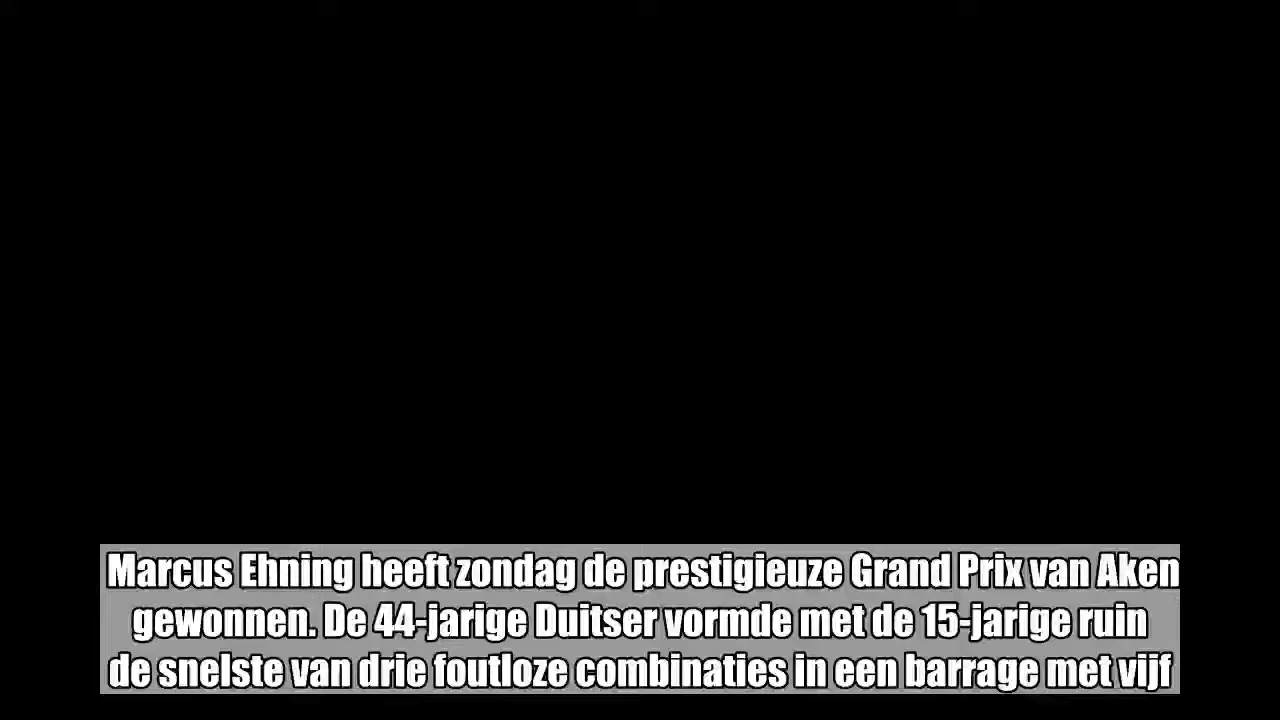 Marcus Ehning heeft zondag de prestigieuze Grand Prix van Aken
gewonnen. De 44-jarige Duitser vormde met de 15-jarige ruin
de snelste van drie foutloze combinaties in een barrage met vijf